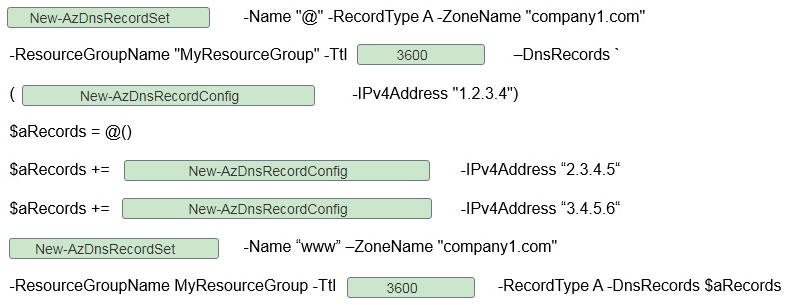 New-AzDnsRecordSet -Name "@" -RecordType A -ZoneName "company1.com"
-ResourceGroupName "MyResourceGroup" -Ttl 3600 –DnsRecords `
( New-AzDnsRecordConfig -IPv4Address "1.2.3.4")
$aRecords = @()
$aRecords += New-AzDnsRecordConfig -IPv4Address “2.3.4.5“
$aRecords += New-AzDnsRecordConfig -IPv4Address “3.4.5.6“
New-AzDnsRecordSet -Name “www” –ZoneName "company1.com"
-ResourceGroupName MyResourceGroup -Ttl 3600 -RecordType A -DnsRecords $aRecords